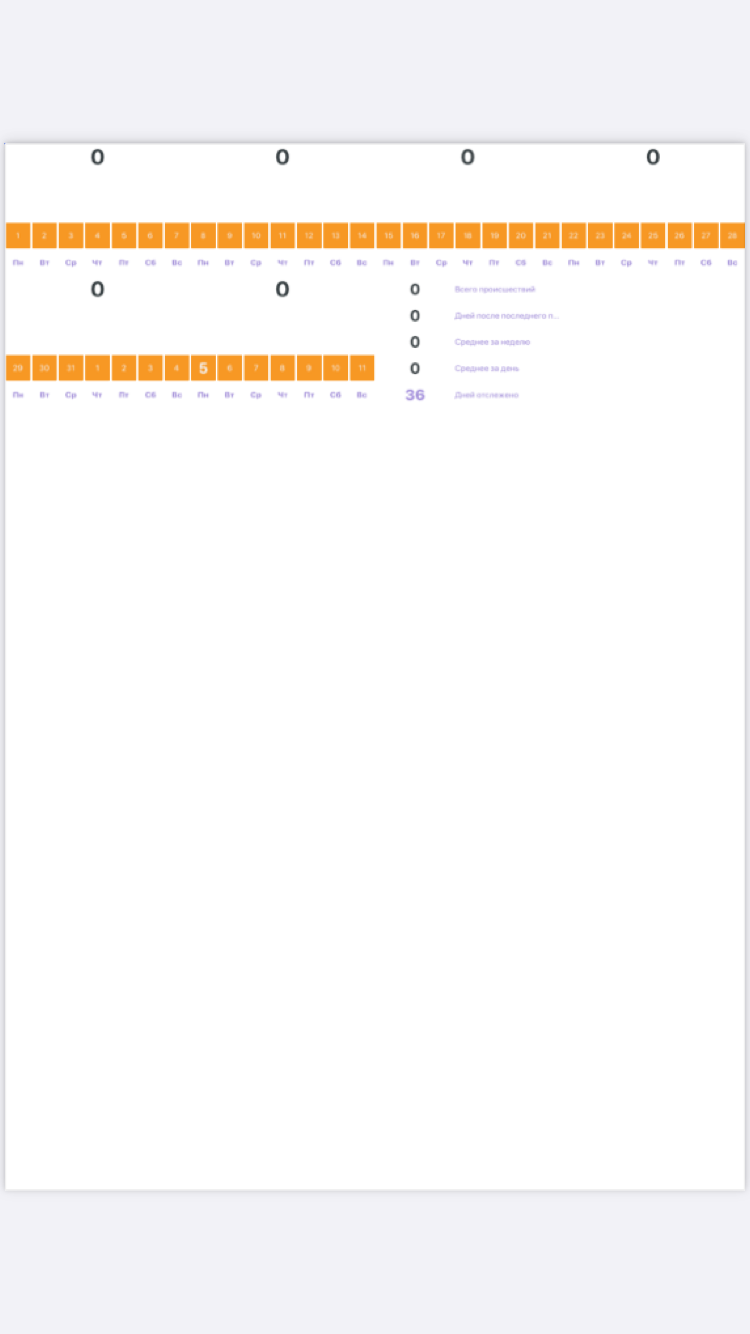 0 0 0 0
1 2 3 4 5 6 7 8 9 10 11 12 13 14 15 16 17 18 19 20 21 22 23 24 25 26 27 28
Пн Вт Ср Чт Пт Сб Вс Пн Вт Ср Чт Пт Сб Вс Пн Вт Ср Чт Пт Сб Вс Пн Вт Ср Чт Пт Сб Вс
0 0 0 Всего происшествий
0 Дней после последнего п...
0 Среднее за неделю
29 30 31 1 2 3 4 5 6 7 8 9 10 11 0 Среднее за день
Пн Вт Ср Чт Пт Сб Вс Пн Вт Ср Чт Пт Сб Вс 36 Дней отслежено